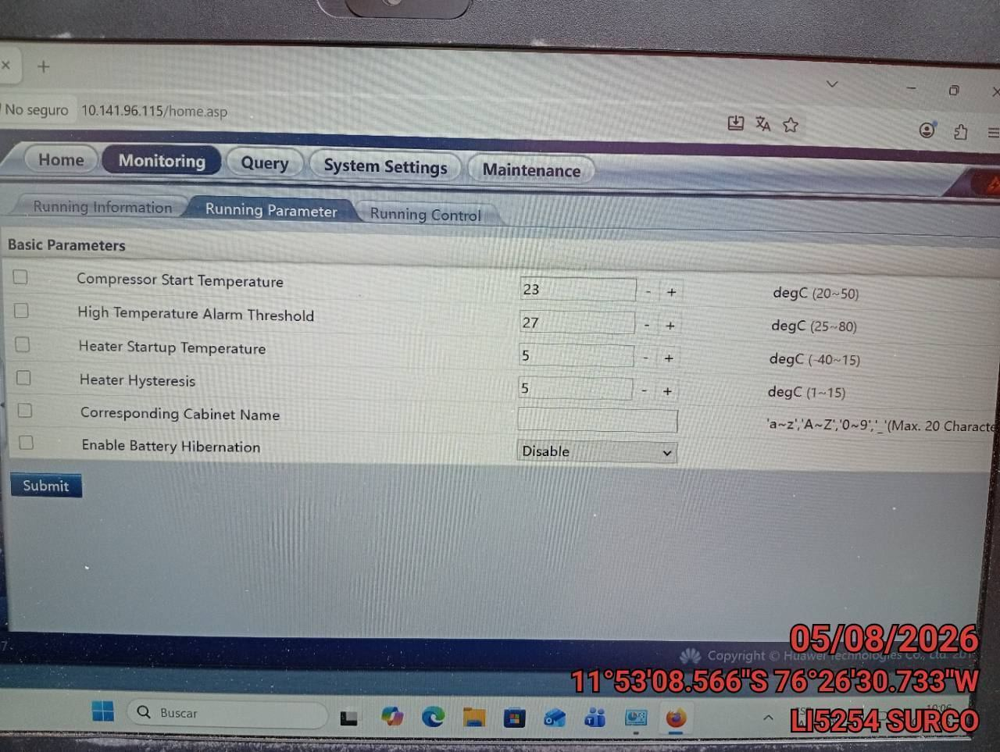 No seguro 10.141.96.115/home.asp
Home Monitoring Query System Settings Maintenance
Running Information Running Parameter Running Control
Basic Parameters
Compressor Start Temperature 23 - + degC (20~50)
High Temperature Alarm Threshold 27 - + degC (25~80)
Heater Startup Temperature 5 - + degC (-40~15)
Heater Hysteresis 5 - + degC (1~15)
Corresponding Cabinet Name 'a~z','A~Z','0~9','_'(Max. 20 Characte
Enable Battery Hibernation Disable
Submit
05/08/2026
Copyright © Huawei Technologies Co., Ltd.
11°53'08.566"S 76°26'30.733"W
Buscar
LI5254 SURCO